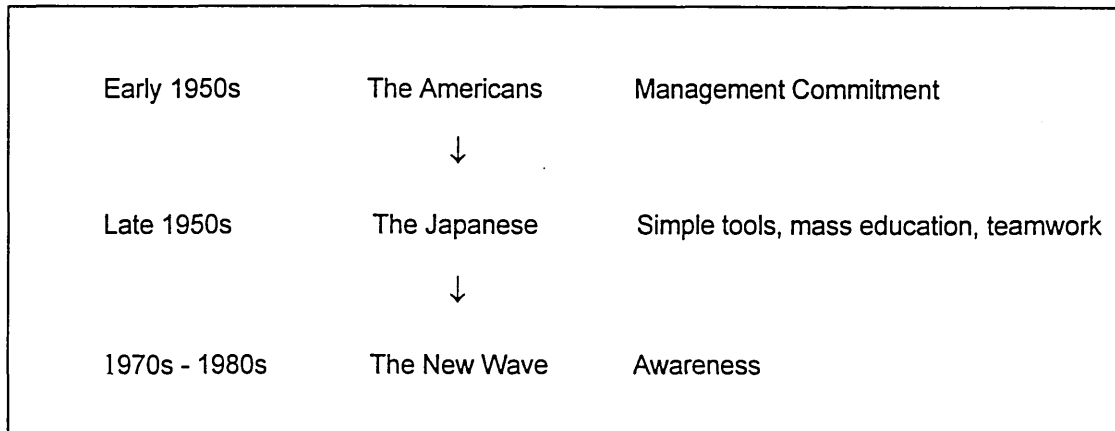 Early 1950s The Americans Management Commitment
↓
Late 1950s The Japanese Simple tools, mass education, teamwork
↓
1970s - 1980s The New Wave Awareness